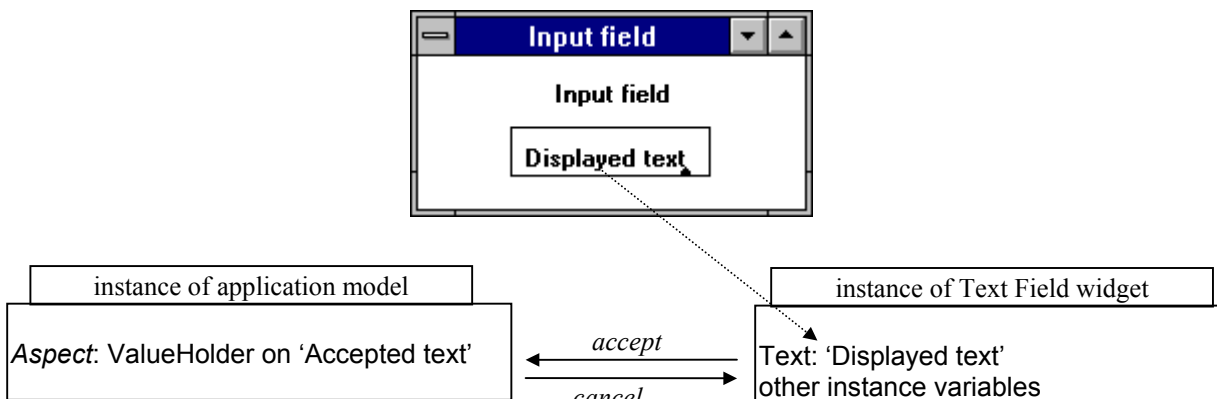 Input field
Input field
Displayed text
instance of application model
instance of Text Field widget
Aspect: ValueHolder on ‘Accepted text’
accept
cancel
Text: ‘Displayed text’
other instance variables